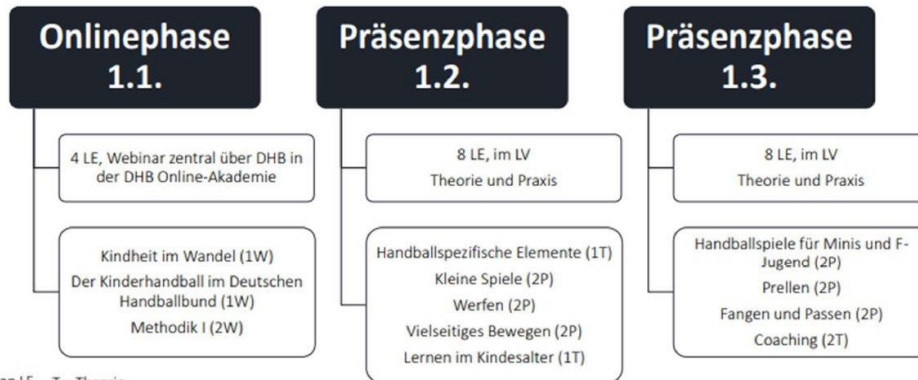 Onlinephase
1.1.
4 LE, Webinar zentral über DHB in
der DHB Online-Akademie
Kindheit im Wandel (1W)
Der Kinderhandball im Deutschen
Handballbund (1W)
Methodik I (2W)
Präsenzphase
1.2.
8 LE, im LV
Theorie und Praxis
Handballspezifische Elemente (1T)
Kleine Spiele (2P)
Werfen (2P)
Vielseitiges Bewegen (2P)
Lernen im Kindesalter (1T)
Präsenzphase
1.3.
8 LE, im LV
Theorie und Praxis
Handballspiele für Minis und F-
Jugend (2P)
Prellen (2P)
Fangen und Passen (2P)
Coaching (2T)